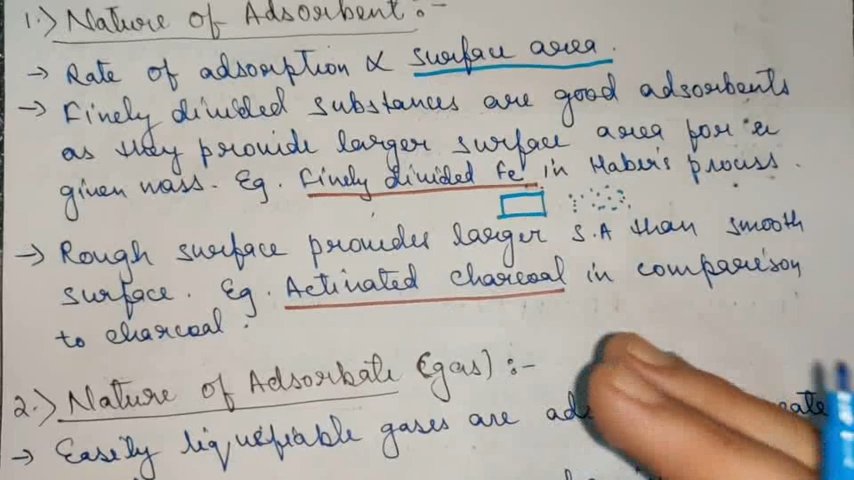 1.) Nature of Adsorbent :-
→ Rate of adsorption ∝ surface area.
→ Finely divided substances are good adsorbents
as they provide larger surface area for a
given mass. Eg. Finely divided Fe in Haber's process.
→ Rough surface provides larger S.A than smooth
surface. Eg. Activated charcoal in comparison
to charcoal.
2.) Nature of Adsorbate (gas) :-
→ Easily liquefiable gases are